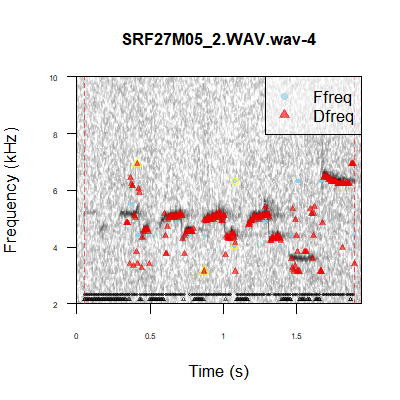 SRF27M05_2.WAV.wav-4
Ffreq
Dfreq
Frequency (kHz)
10
8
6
4
2
0
0.5
1
1.5
Time (s)